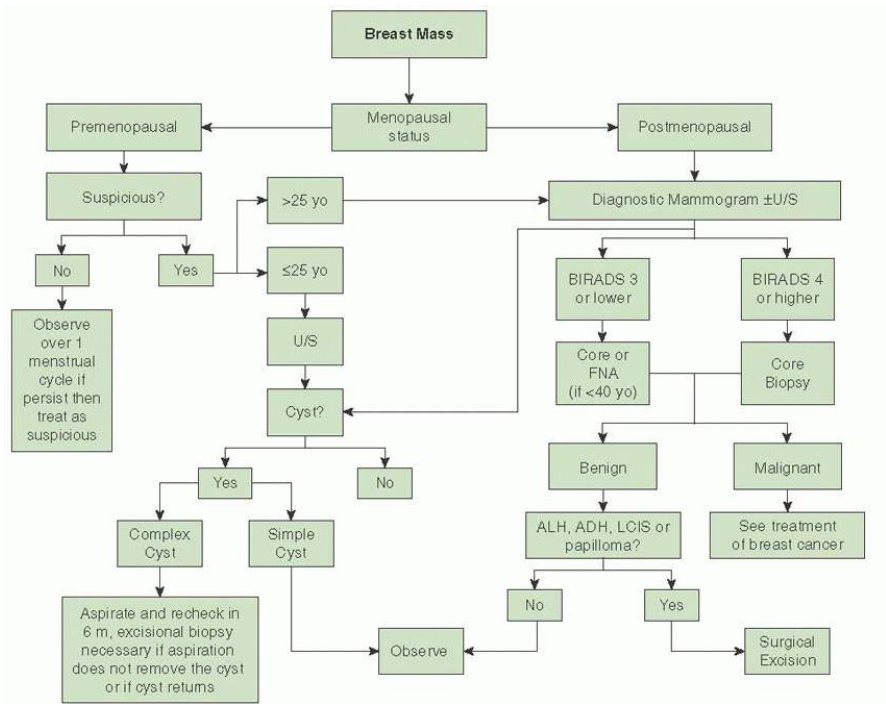 Breast Mass
Premenopausal
Menopausal
status
Postmenopausal
Suspicious?
>25 yo
Diagnostic Mammogram ±U/S
No
Yes
≤25 yo
BIRADS 3
or lower
BIRADS 4
or higher
Observe
over 1
menstrual
cycle if
persist then
treat as
suspicious
U/S
Core or
FNA
(if <40 yo)
Core
Biopsy
Cyst?
Yes
No
Benign
Malignant
Complex
Cyst
Simple
Cyst
ALH, ADH, LCIS or
papilloma?
See treatment
of breast cancer
Aspirate and recheck in
6 m, excisional biopsy
necessary if aspiration
does not remove the cyst
or if cyst returns
No
Yes
Observe
Surgical
Excision